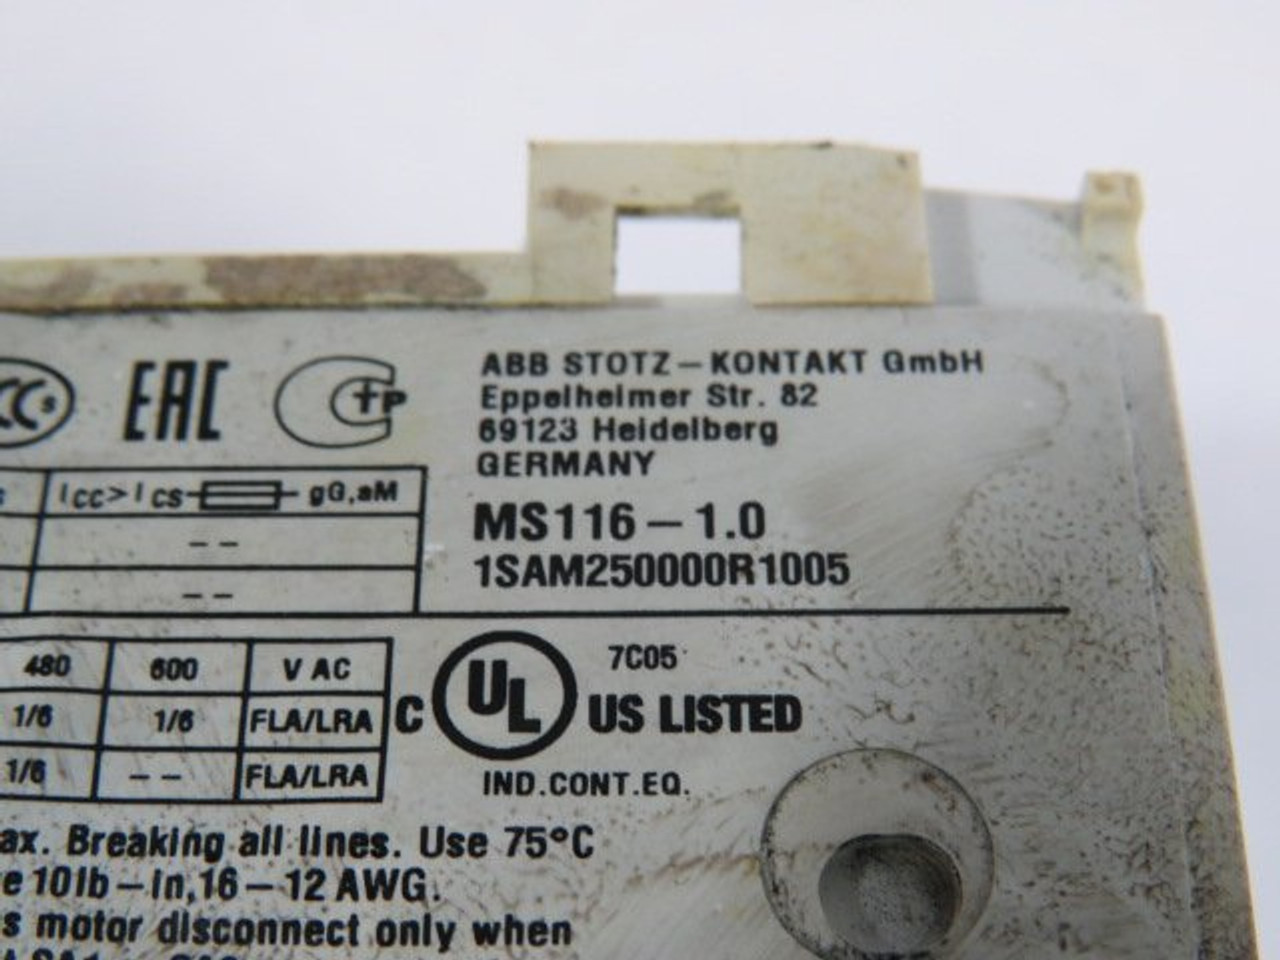 CCs EAC CTP
ABB STOTZ-KONTAKT GmbH
Eppelheimer Str. 82
69123 Heidelberg
GERMANY
s Icc>Ics gG,aM
--
--
MS116-1.0
1SAM250000R1005
480 600 V AC
1/6 1/6 FLA/LRA
1/6 -- FLA/LRA
C UL US LISTED
7C05
IND.CONT.EQ.
ax. Breaking all lines. Use 75°C
e 10lb-in,16-12 AWG.
s motor disconnect only when